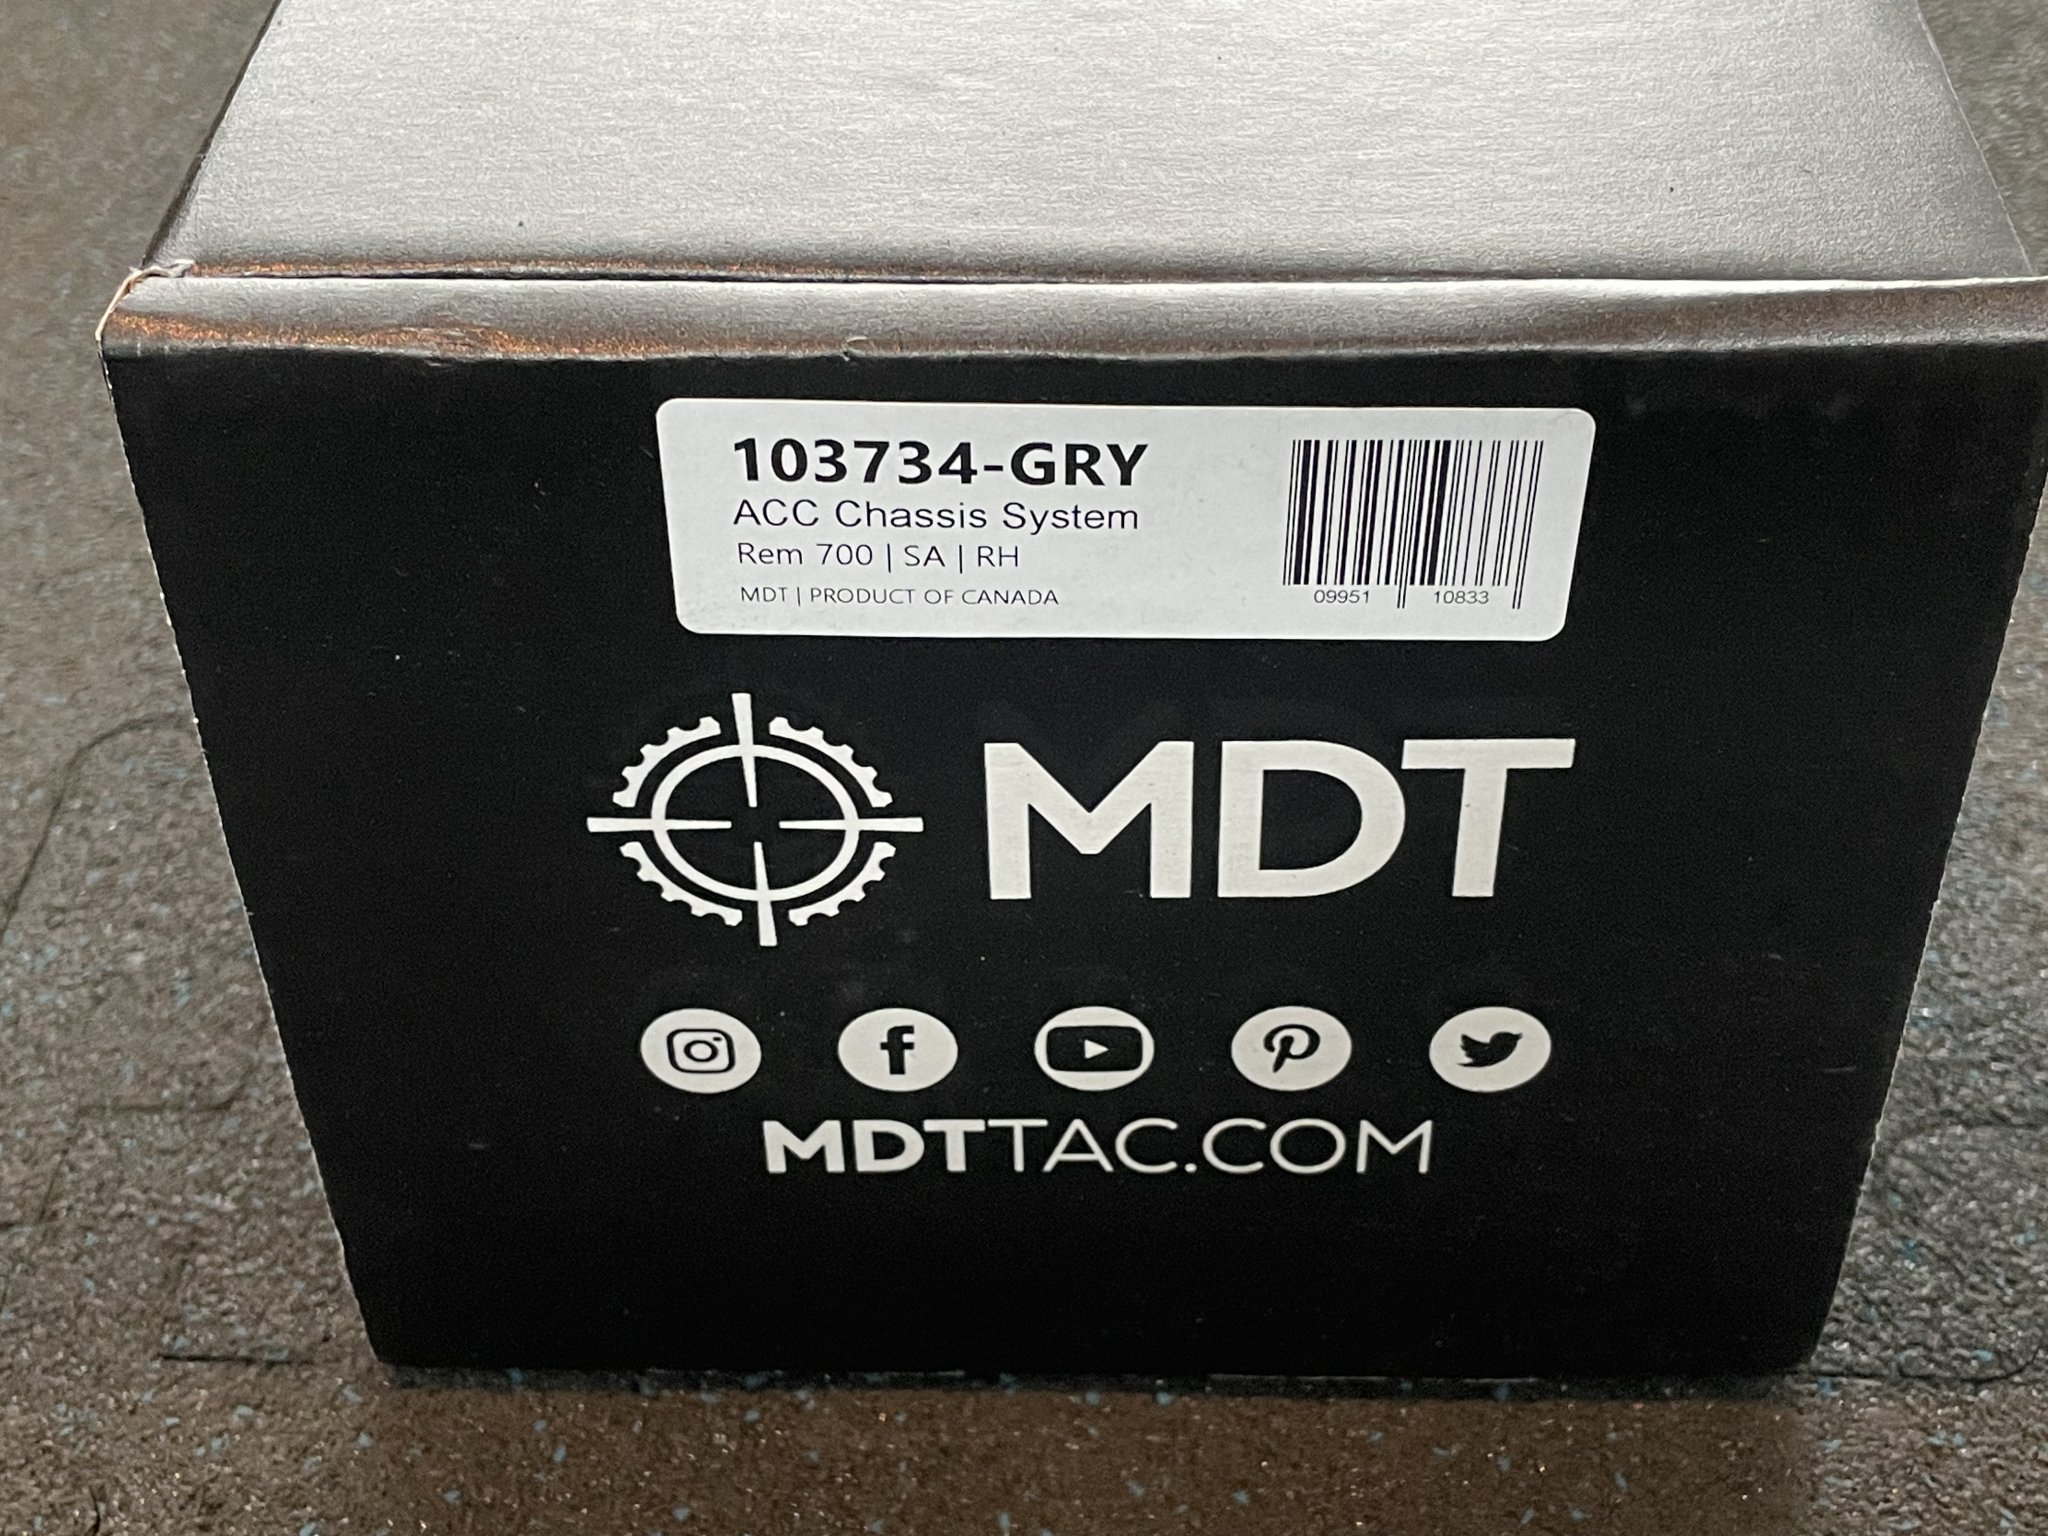 103734-GRY
ACC Chassis System
Rem 700 | SA | RH
MDT | PRODUCT OF CANADA
09951 10833
MDT
MDTTAC.COM